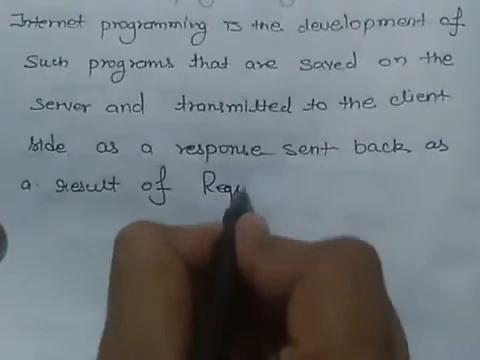 Internet programming is the development of
such programs that are saved on the
server and transmitted to the client
side as a response sent back as
a result of Requ